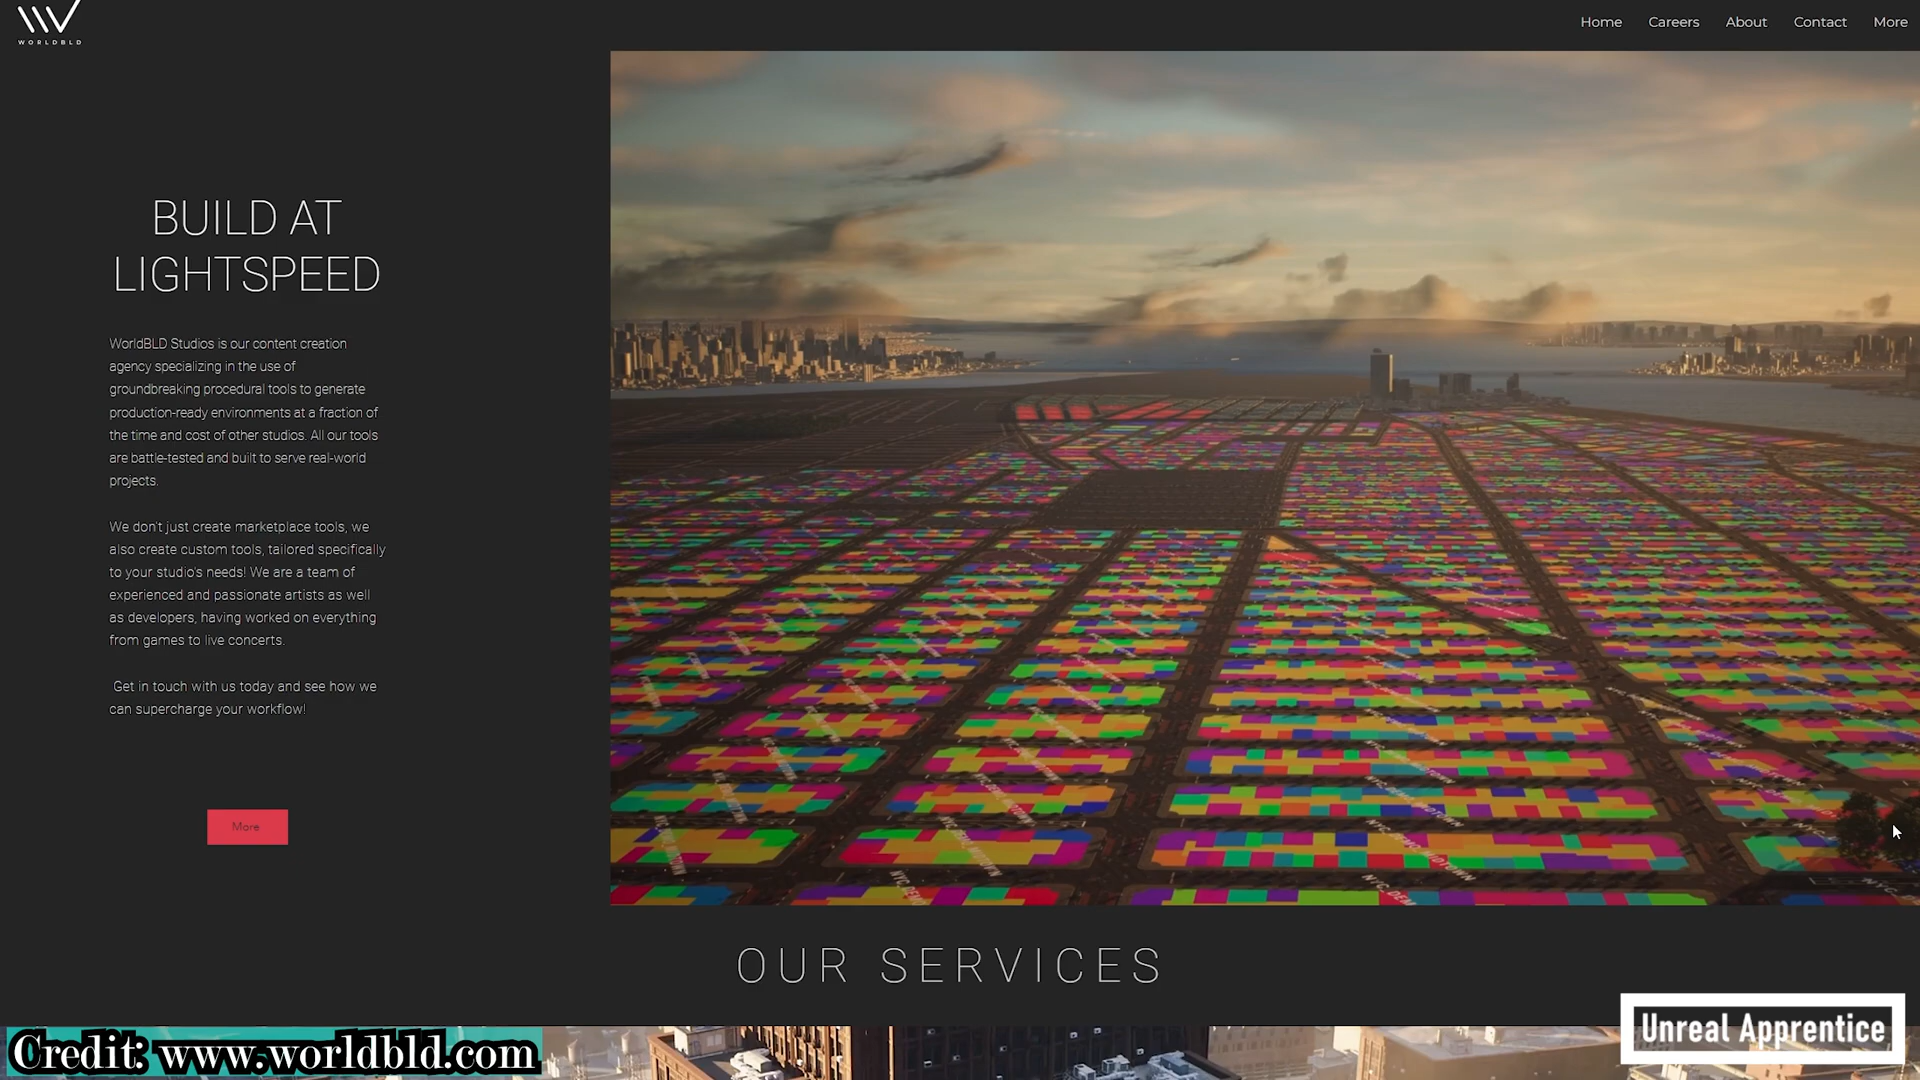 WORLDBLD
Home
Careers
About
Contact
More
BUILD AT
LIGHTSPEED
WorldBLD Studios is our content creation
agency specializing in the use of
groundbreaking procedural tools to generate
production-ready environments at a fraction of
the time and cost of other studios. All our tools
are battle-tested and built to serve real-world
projects.
We don't just create marketplace tools, we
also create custom tools, tailored specifically
to your studio's needs! We are a team of
experienced and passionate artists as well
as developers, having worked on everything
from games to live concerts.
Get in touch with us today and see how we
can supercharge your workflow!
More
OUR SERVICES
Credit: www.worldbld.com
Unreal Apprentice